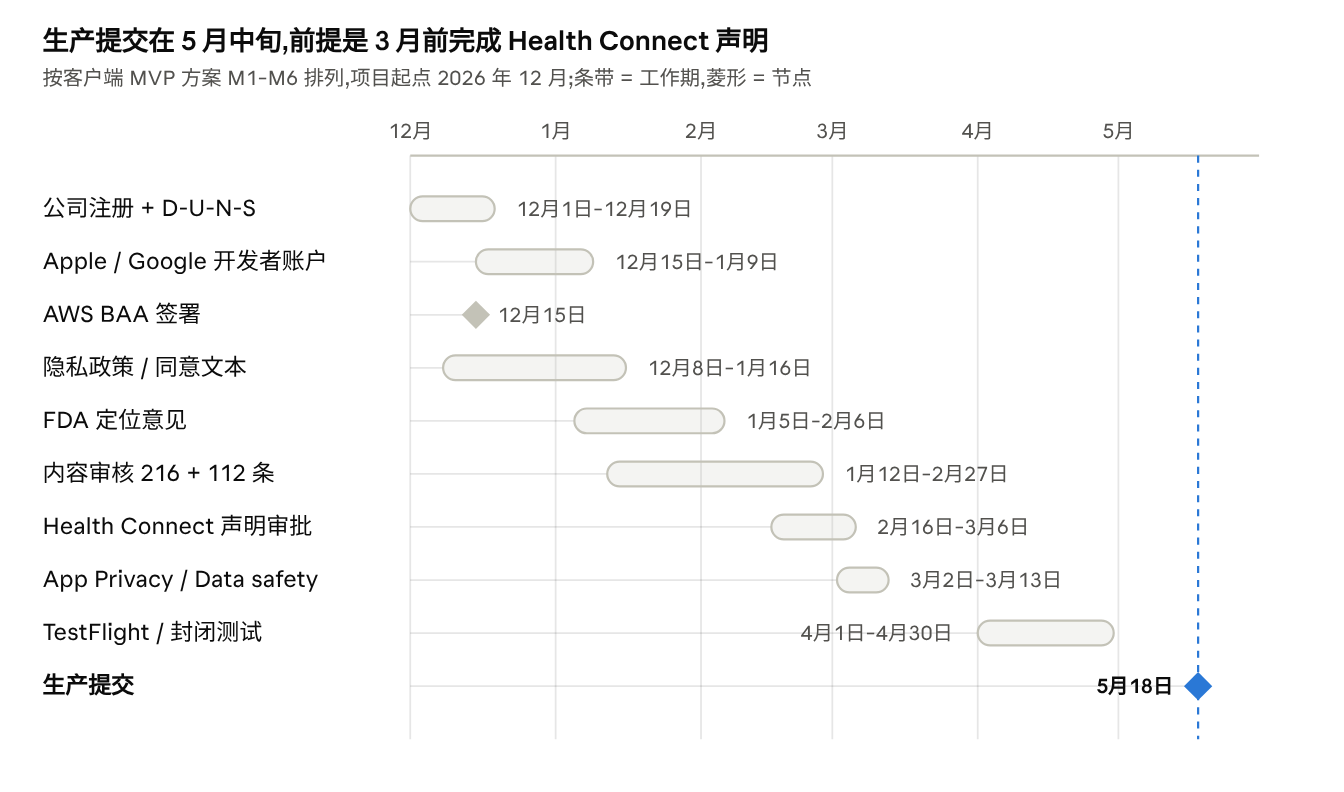 生产提交在 5 月中旬,前提是 3 月前完成 Health Connect 声明
按客户端 MVP 方案 M1-M6 排列,项目起点 2026 年 12 月;条带 = 工作期,菱形 = 节点
12月 1月 2月 3月 4月 5月
公司注册 + D-U-N-S 12月1日-12月19日
Apple / Google 开发者账户 12月15日-1月9日
AWS BAA 签署 12月15日
隐私政策 / 同意文本 12月8日-1月16日
FDA 定位意见 1月5日-2月6日
内容审核 216 + 112 条 1月12日-2月27日
Health Connect 声明审批 2月16日-3月6日
App Privacy / Data safety 3月2日-3月13日
TestFlight / 封闭测试 4月1日-4月30日
生产提交 5月18日